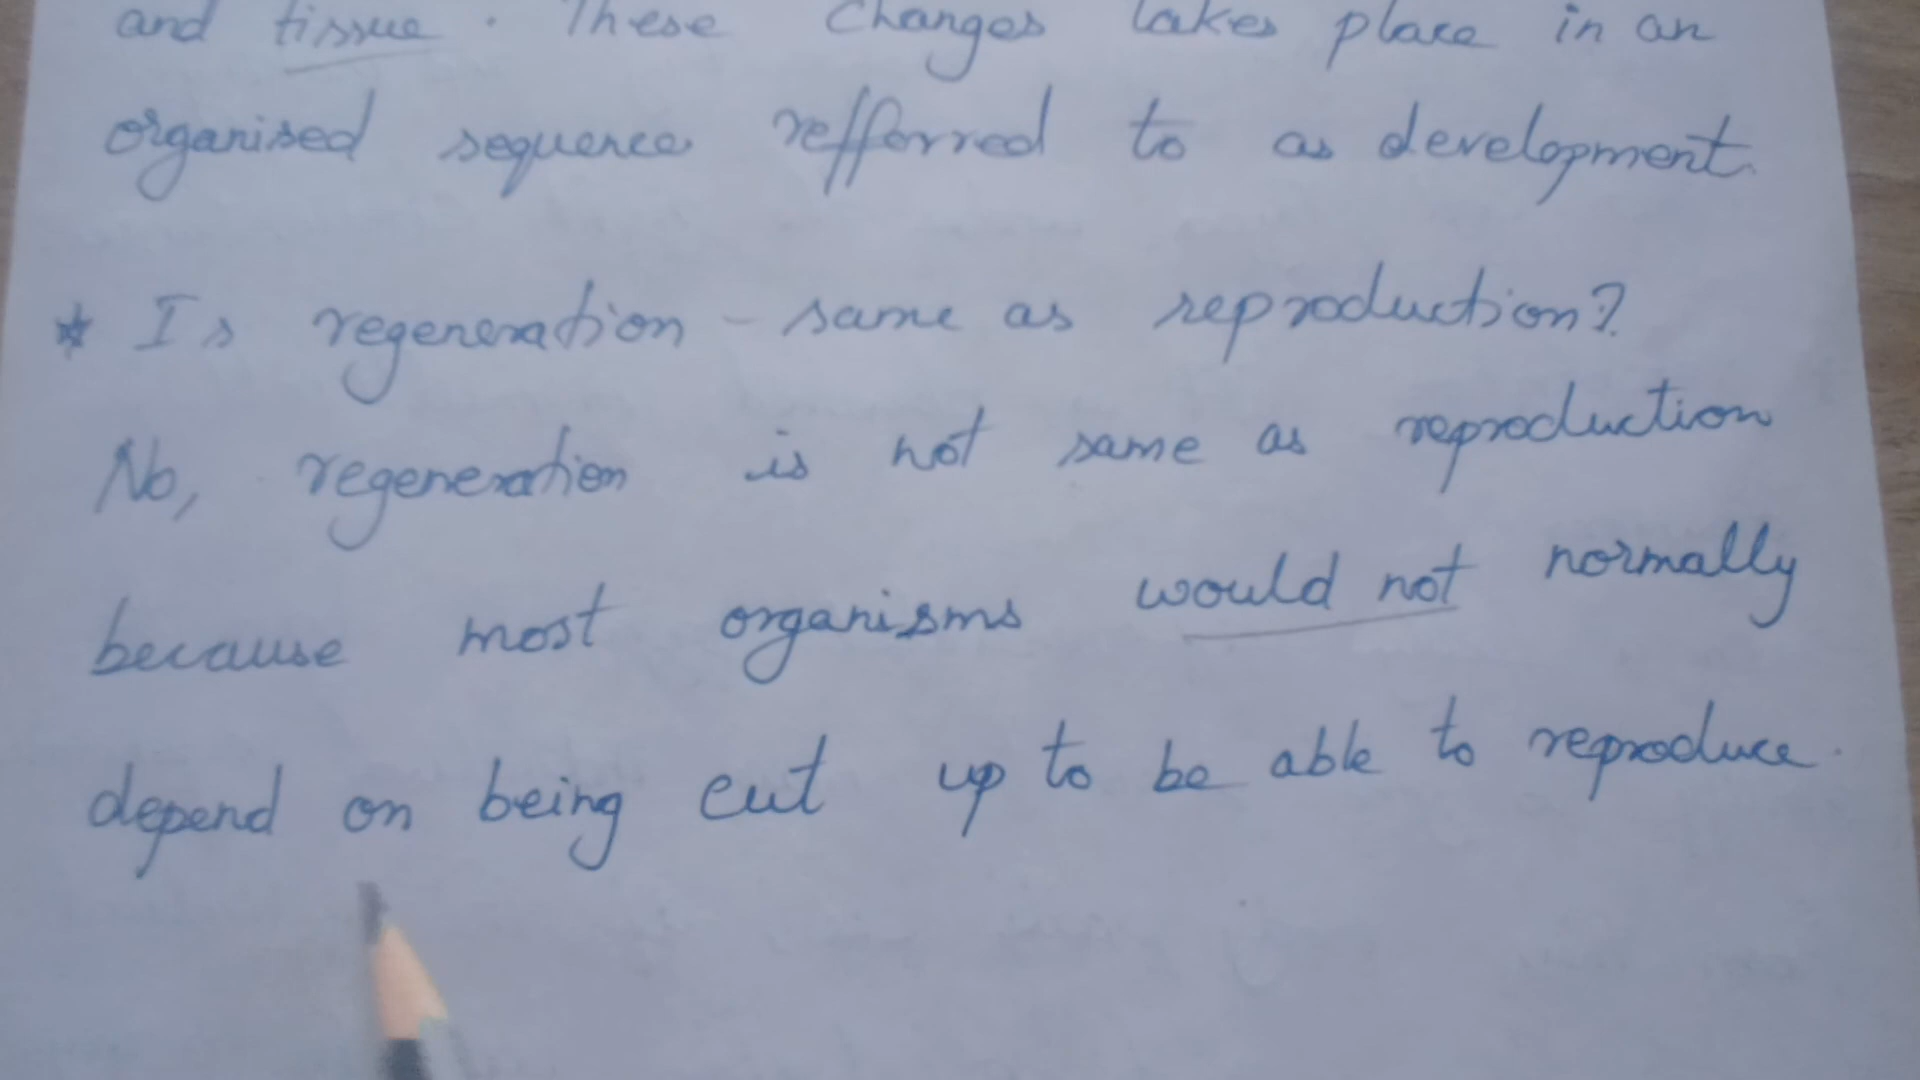 and tissue. These changes takes place in an
organised sequence refferred to as development.
* Is regeneration - same as reproduction?
No, regeneration is not same as reproduction
because most organisms would not normally
depend on being cut up to be able to reproduce.